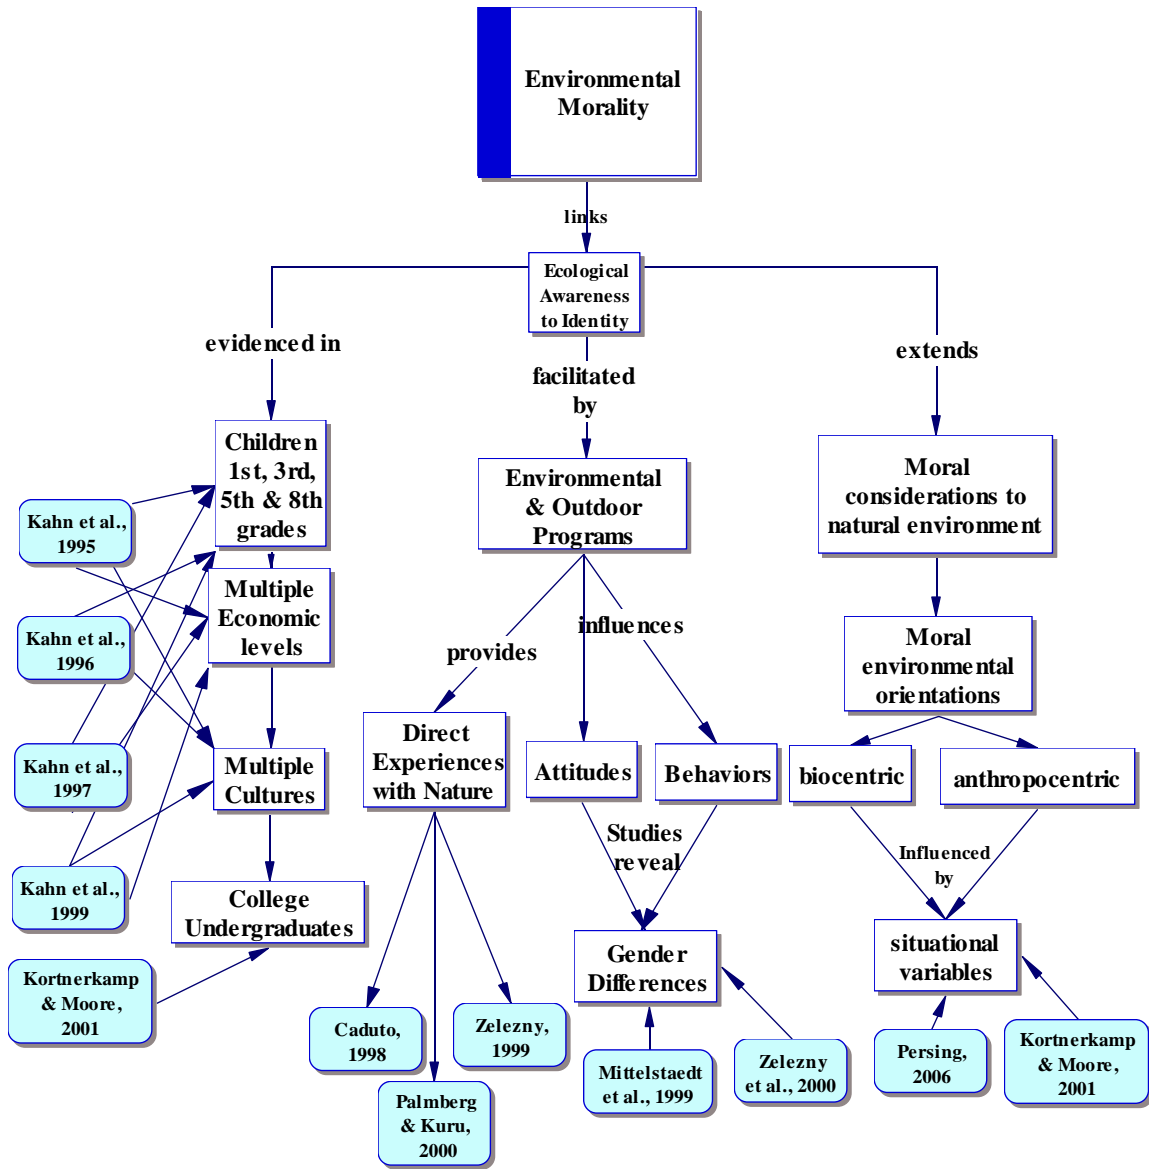 Environmental
Morality
links
Ecological
Awareness
to Identity
evidenced in
facilitated
by
extends
Children
1st, 3rd,
5th & 8th
grades
Environmental
& Outdoor
Programs
Moral
considerations to
natural environment
Kahn et al.,
1995
Multiple
Economic
levels
Kahn et al.,
1996
provides
influences
Moral
environmental
orientations
Kahn et al.,
1997
Multiple
Cultures
Direct
Experiences
with Nature
Attitudes
Behaviors
biocentric
anthropocentric
Kahn et al.,
1999
College
Undergraduates
Studies
reveal
Influenced
by
Kortnerkamp
& Moore,
2001
Gender
Differences
situational
variables
Caduto,
1998
Zelezny,
1999
Palmberg
& Kuru,
2000
Mittelstaedt
et al., 1999
Zelezny
et al., 2000
Persing,
2006
Kortnerkamp
& Moore,
2001